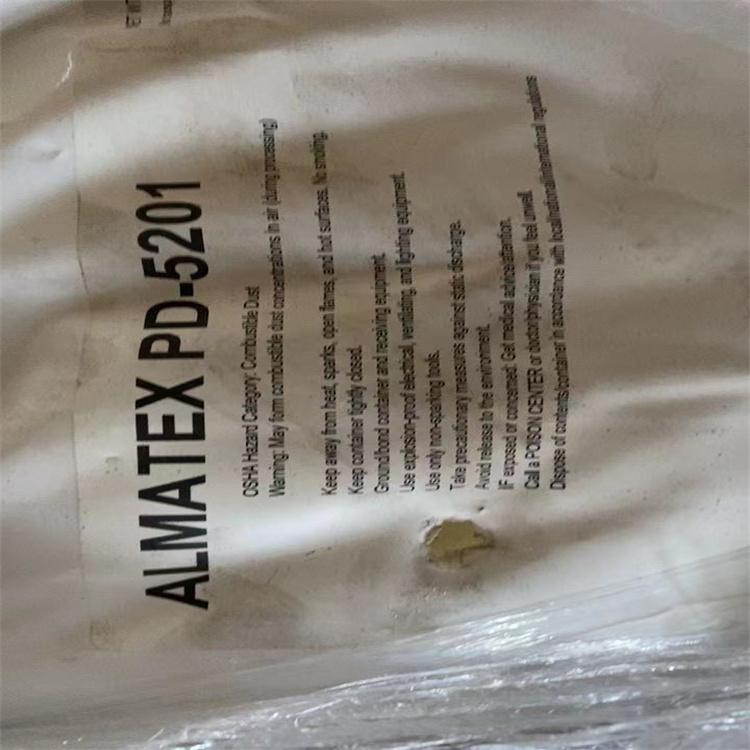 ALMATEX PD-5201
OSHA Hazard Category: Combustible Dust
Warning: May form combustible dust concentrations in air (during processing)
Keep away from heat, sparks, open flames, and hot surfaces. No smoking.
Keep container tightly closed.
Ground/bond container and receiving equipment.
Use explosion-proof electrical, ventilating, and lighting equipment.
Use only non-sparking tools.
Take precautionary measures against static discharge.
Avoid release to the environment.
IF exposed or concerned: Get medical advice/attention.
Call a POISON CENTER or doctor/physician if you feel unwell.
Dispose of contents/container in accordance with local/national/international regulations